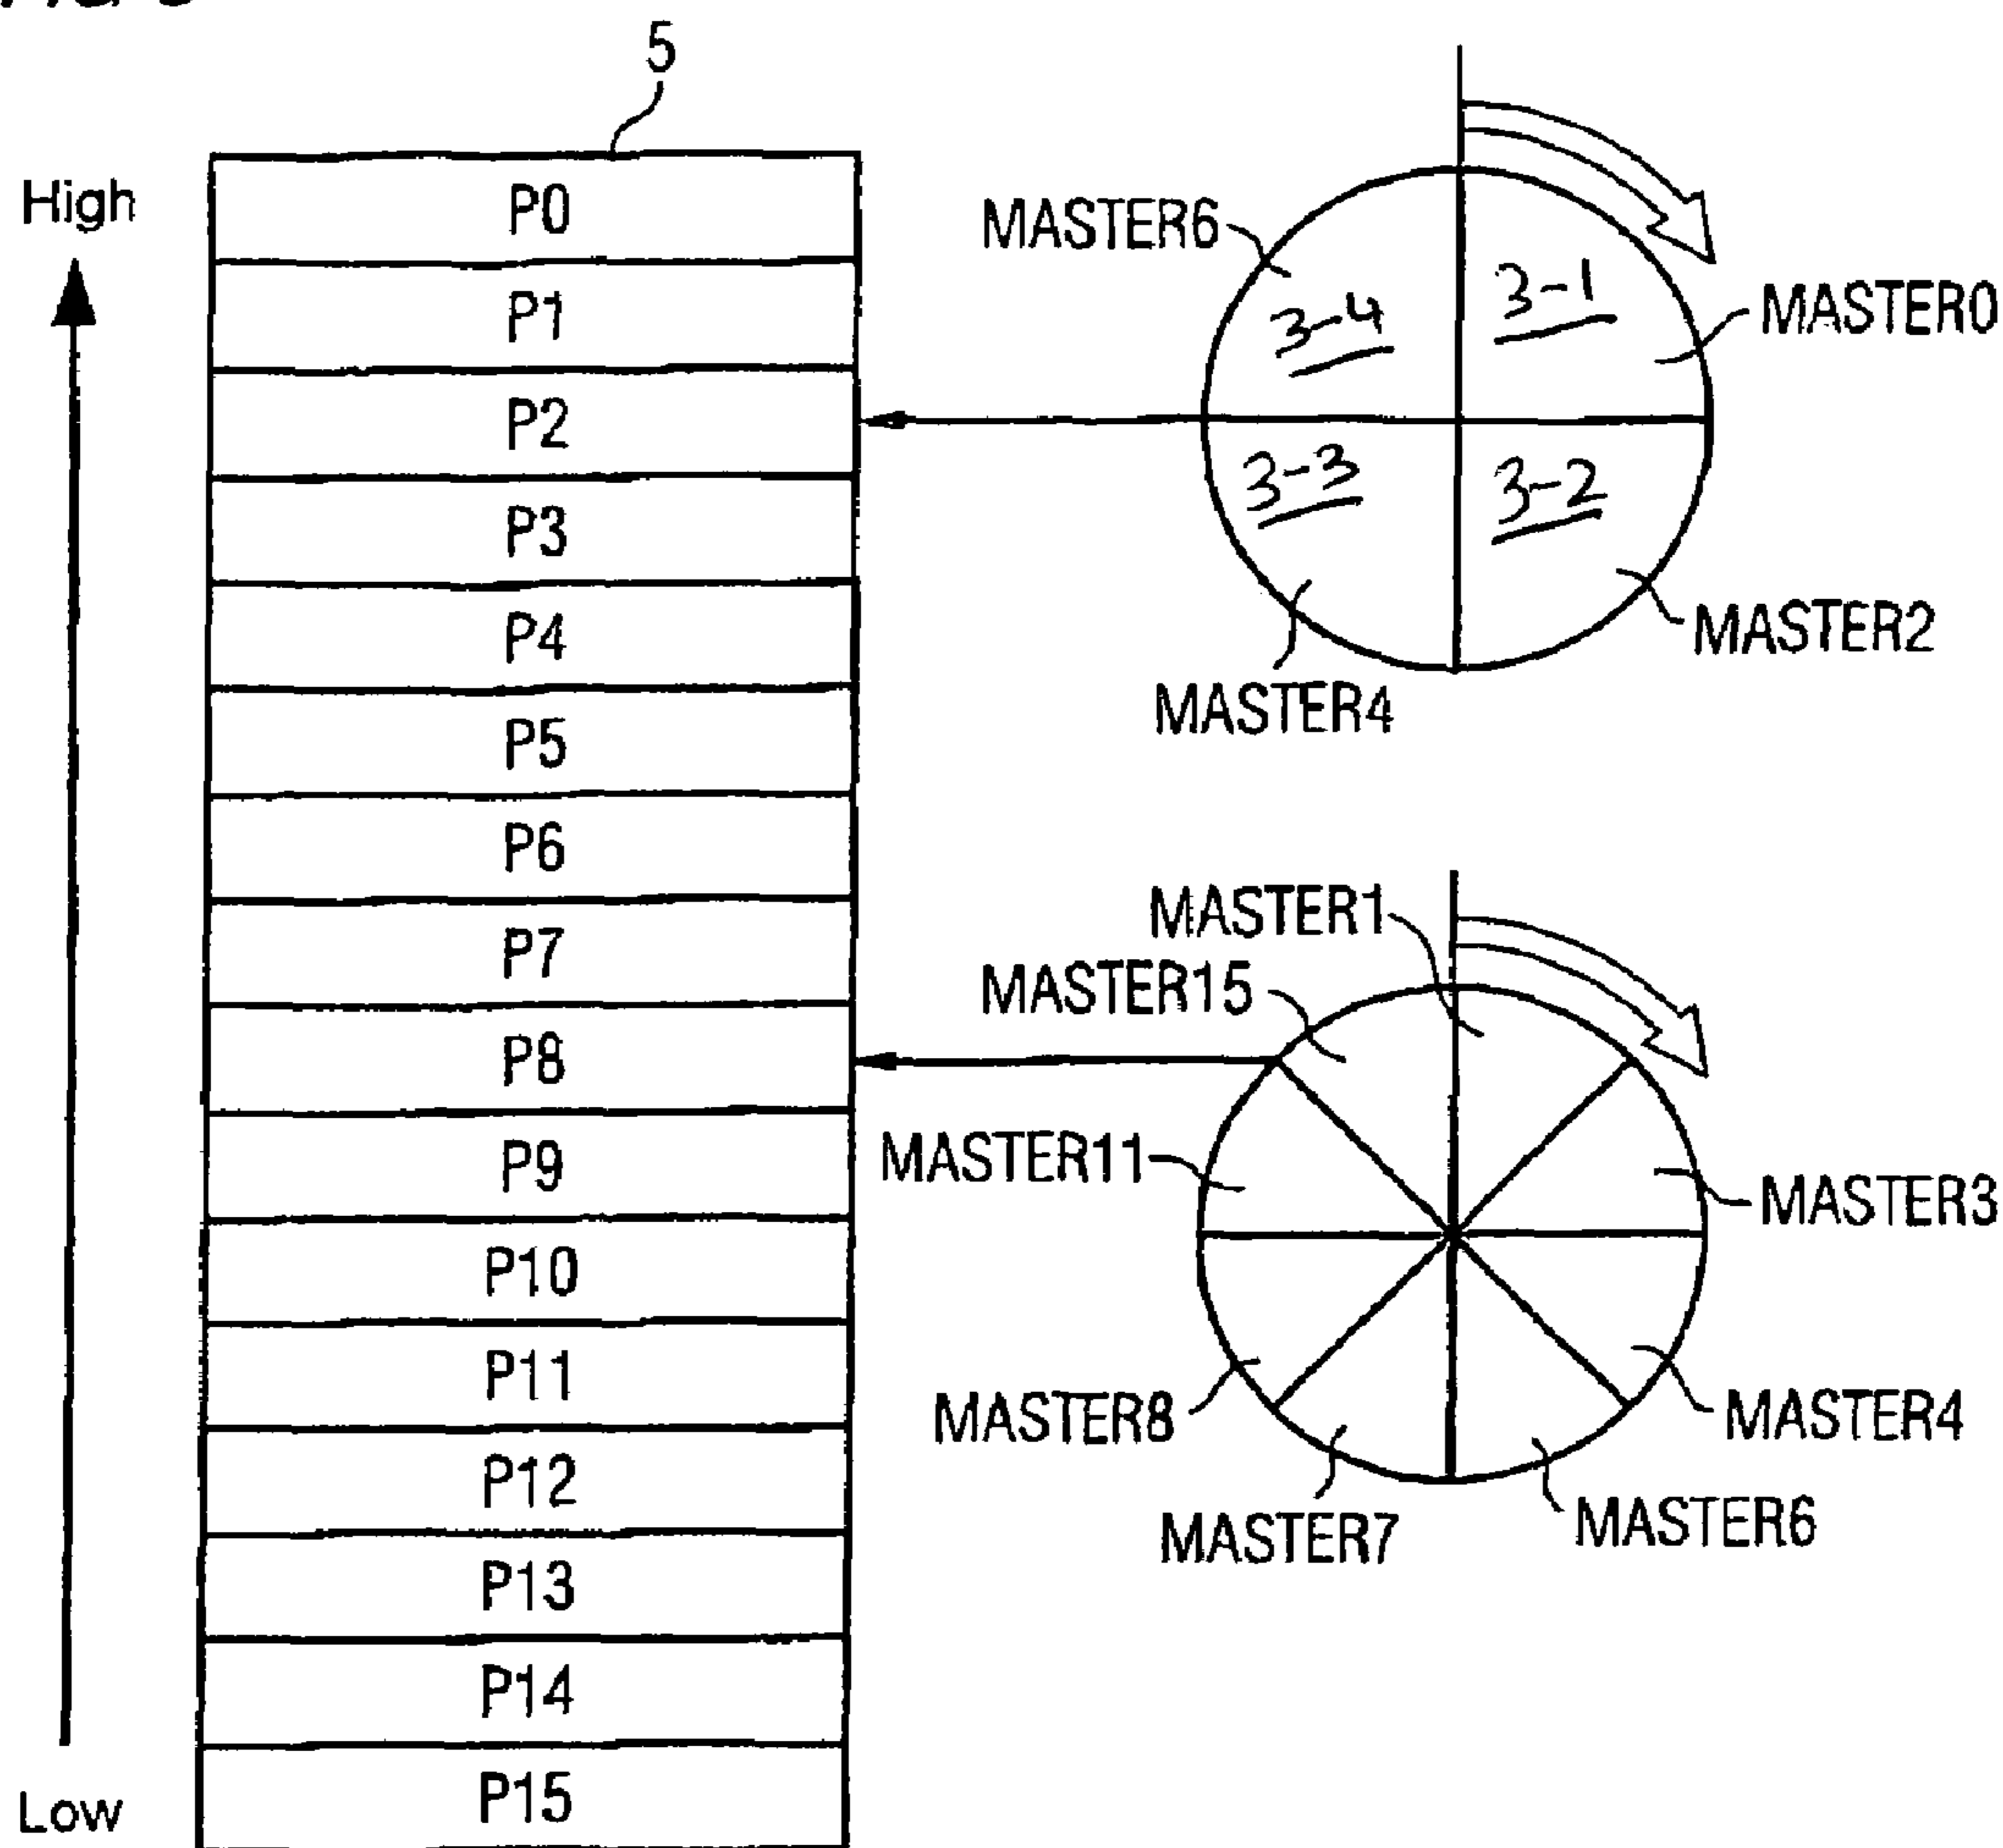 5
High
P0
P1
P2
P3
P4
P5
P6
P7
P8
P9
P10
P11
P12
P13
P14
P15
Low
MASTER6
3-4
3-1
MASTER0
3-3
3-2
MASTER2
MASTER4
MASTER1
MASTER15
MASTER11
MASTER3
MASTER8
MASTER4
MASTER7
MASTER6